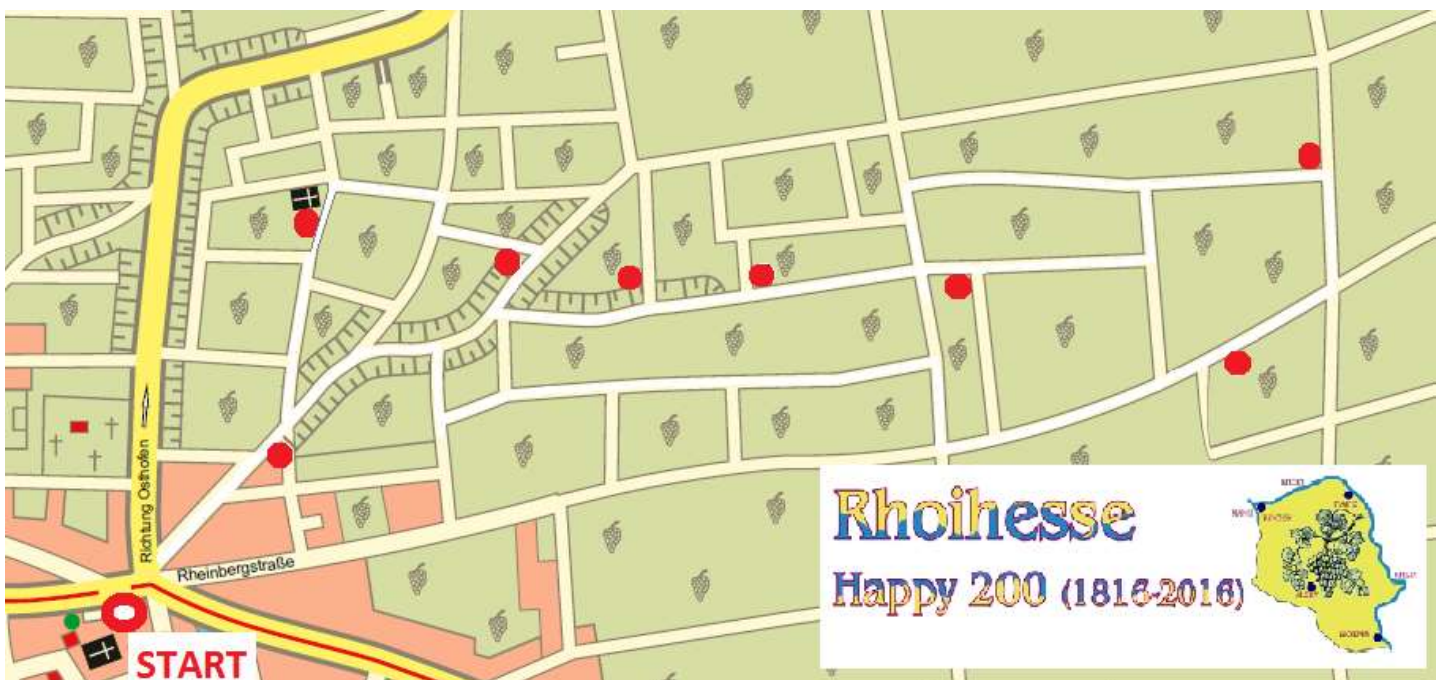 Richtung Osthofen
Rheinbergstraße
START
Rhoihesse
Happy 200 (1816-2016)